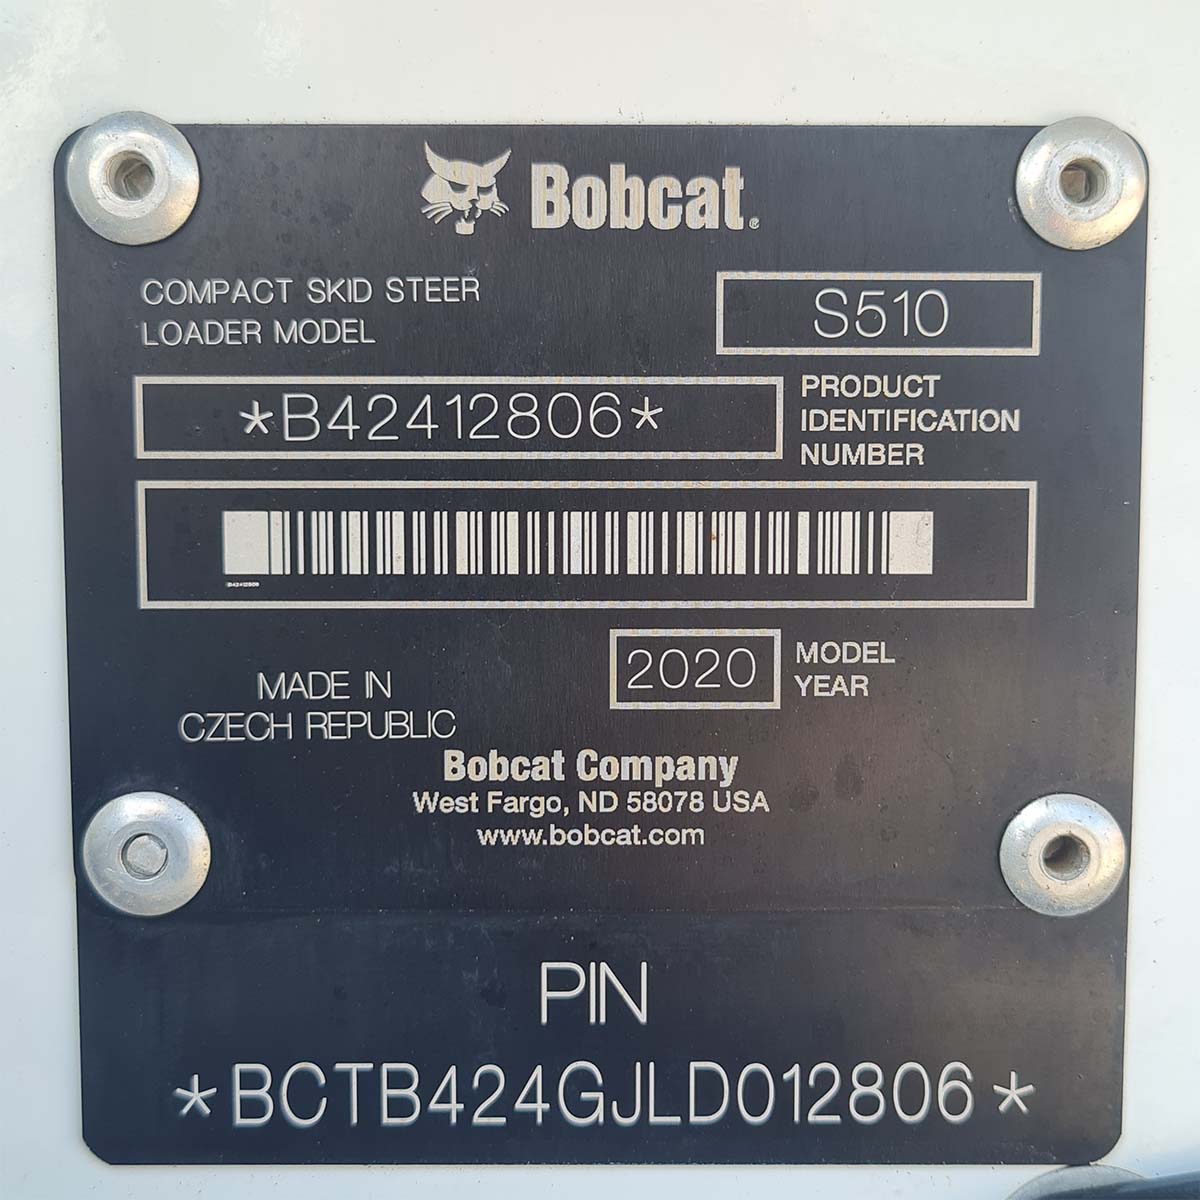 Bobcat®
COMPACT SKID STEER
LOADER MODEL
S510
*B42412806*
PRODUCT
IDENTIFICATION
NUMBER
B42412806
MADE IN
CZECH REPUBLIC
2020
MODEL
YEAR
Bobcat Company
West Fargo, ND 58078 USA
www.bobcat.com
PIN
*BCTB424GJLD012806*